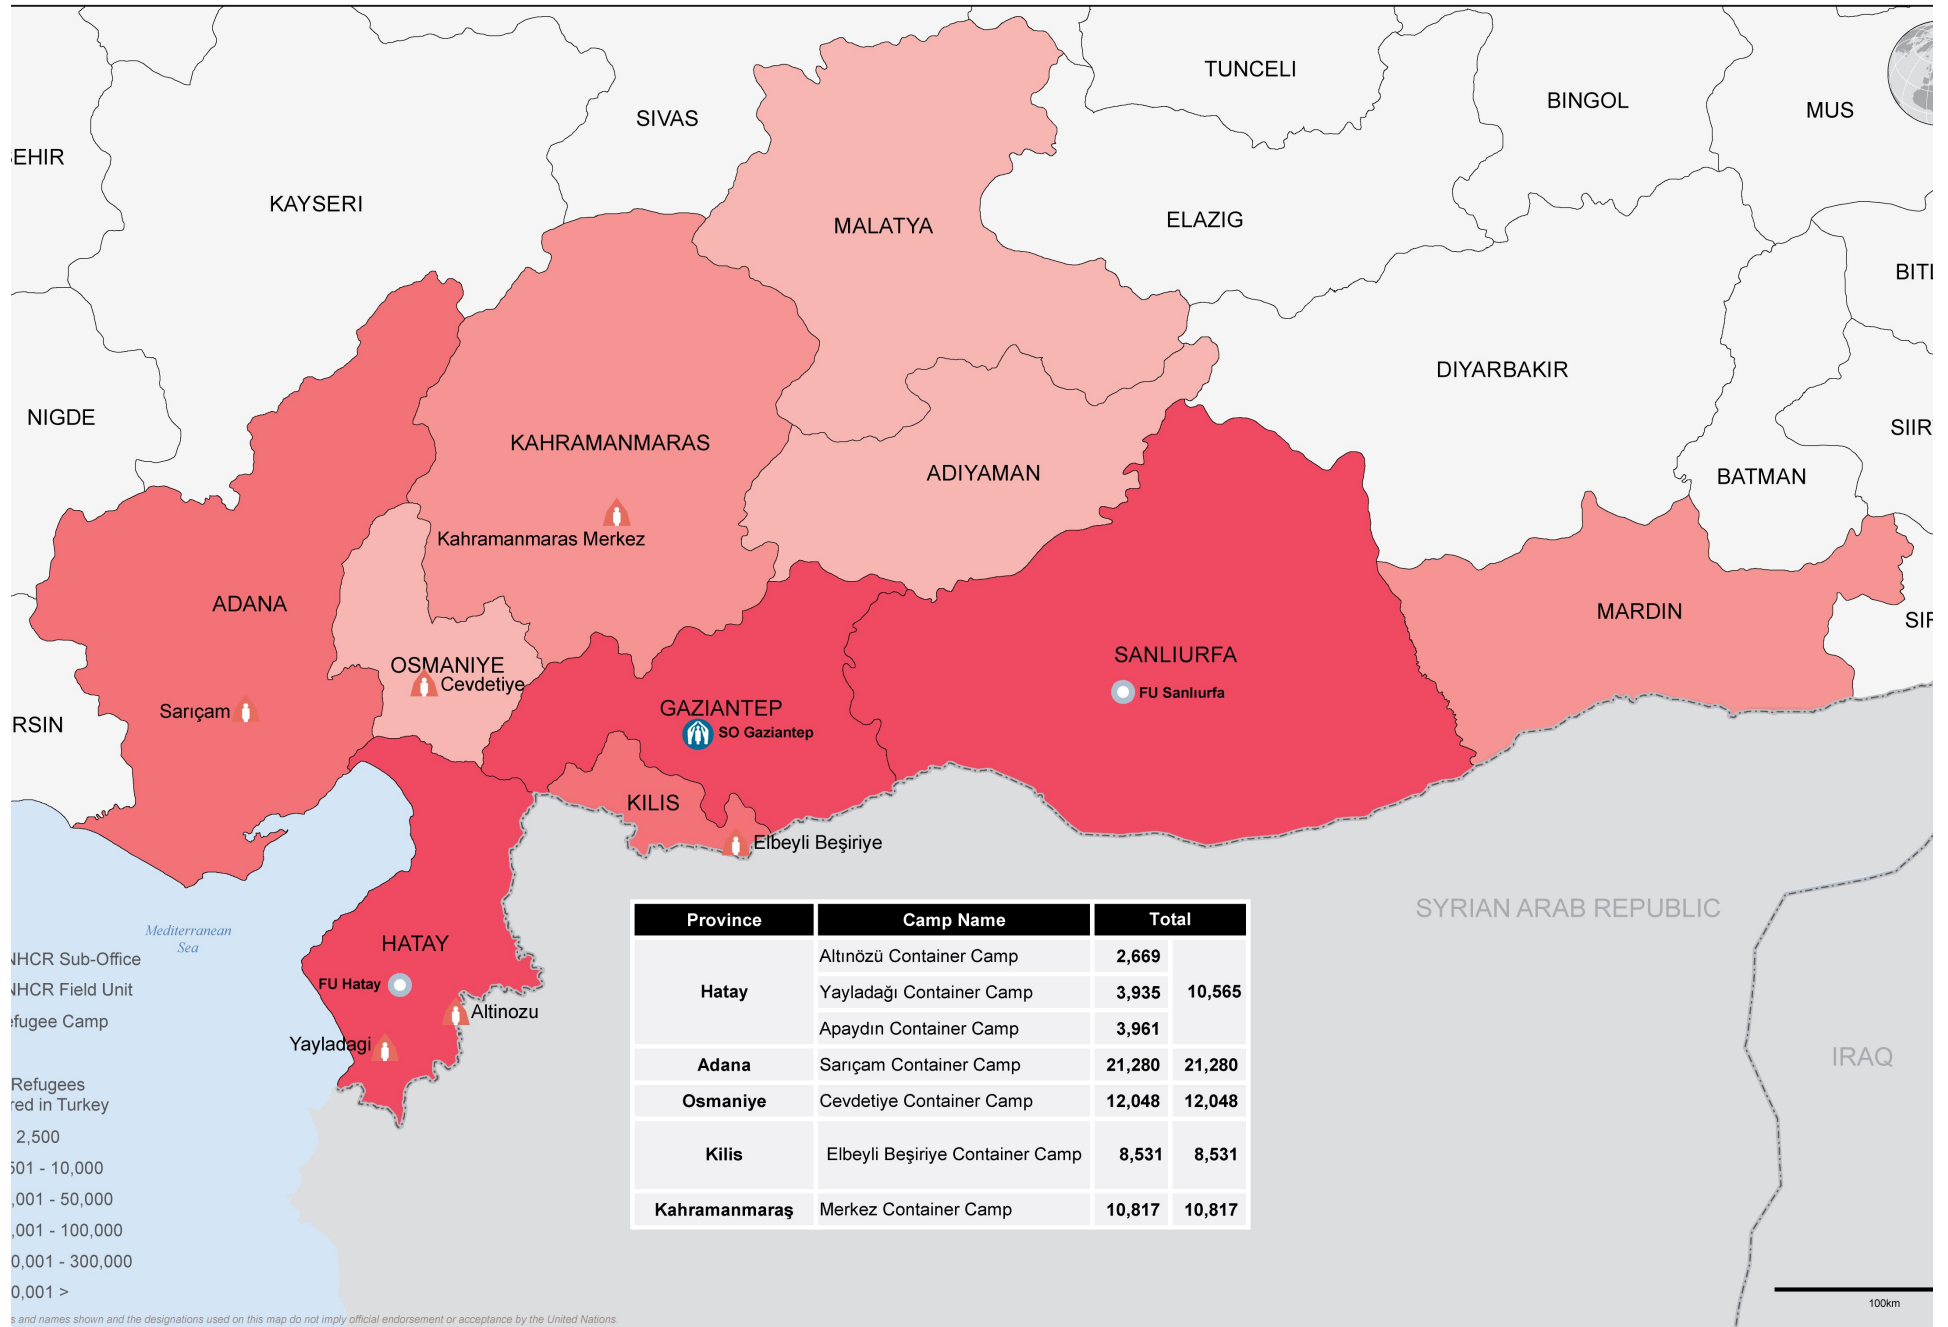 TUNCELI
BINGOL
MUS
SIVAS
EHIR
KAYSERI
MALATYA
ELAZIG
BITL
DIYARBAKIR
NIGDE
SIIR
KAHRAMANMARAS
ADIYAMAN
BATMAN
Kahramanmaras Merkez
ADANA
MARDIN
SIF
OSMANIYE
Cevdetiye
SANLIURFA
FU Sanlıurfa
Sarıçam
GAZIANTEP
SO Gaziantep
RSIN
KILIS
Elbeyli Beşiriye
SYRIAN ARAB REPUBLIC
IRAQ
Mediterranean
Sea
HATAY
FU Hatay
Altinozu
Yayladagi
NHCR Sub-Office
NHCR Field Unit
efugee Camp
Refugees
red in Turkey
2,500
501 - 10,000
,001 - 50,000
,001 - 100,000
0,001 - 300,000
0,001 >
Province Camp Name Total
Hatay Altınözü Container Camp 2,669 10,565
Yayladağı Container Camp 3,935
Apaydın Container Camp 3,961
Adana Sarıçam Container Camp 21,280 21,280
Osmaniye Cevdetiye Container Camp 12,048 12,048
Kilis Elbeyli Beşiriye Container Camp 8,531 8,531
Kahramanmaraş Merkez Container Camp 10,817 10,817
100km
s and names shown and the designations used on this map do not imply official endorsement or acceptance by the United Nations.